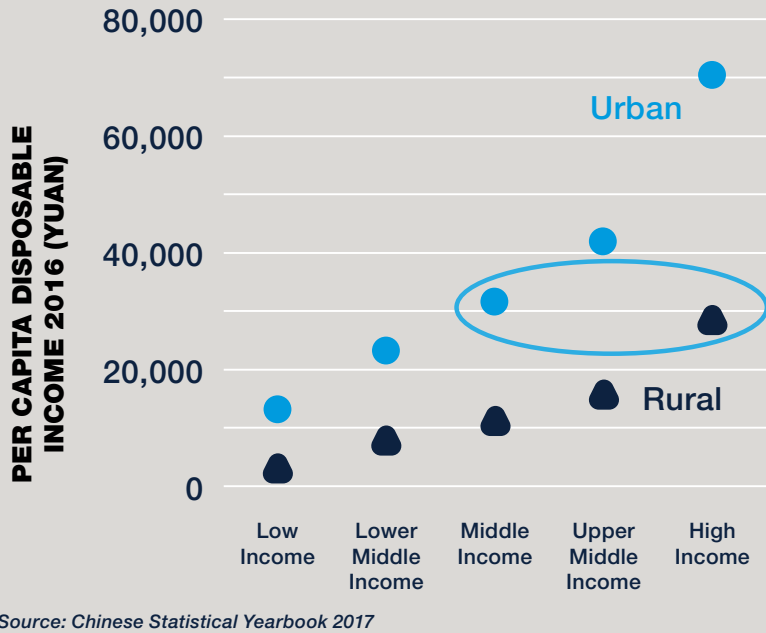 PER CAPITA DISPOSABLE
INCOME 2016 (YUAN)
80,000
60,000
40,000
20,000
0
Urban
Rural
Low
Income
Lower
Middle
Income
Middle
Income
Upper
Middle
Income
High
Income
Source: Chinese Statistical Yearbook 2017